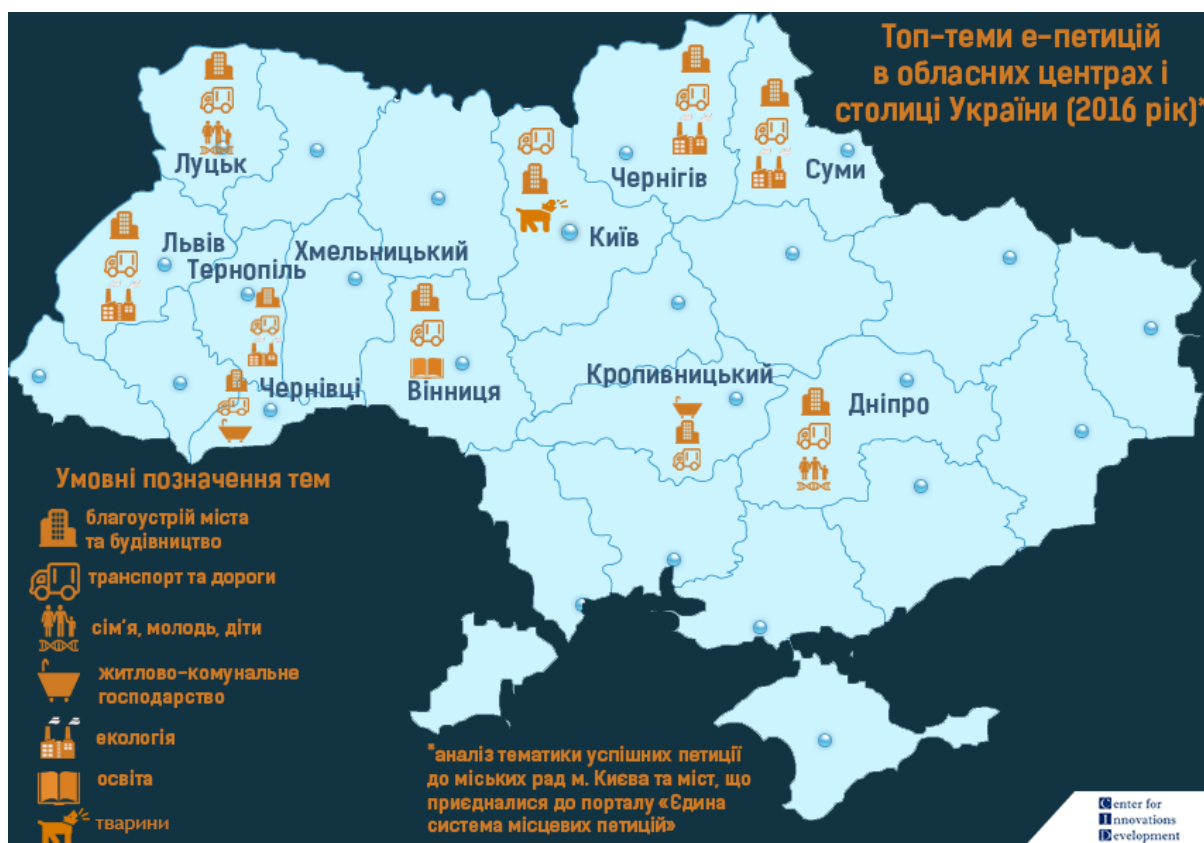 Топ-теми е-петицій
в обласних центрах і
столиці України (2016 рік)*
Луцьк
Чернігів
Суми
Київ
Львів
Тернопіль
Хмельницький
Чернівці
Вінниця
Кропивницький
Дніпро
Умовні позначення тем
благоустрій міста
та будівництво
транспорт та дороги
сім'я, молодь, діти
житлово-комунальне
господарство
екологія
освіта
тварини
*аналіз тематики успішних петиції
до міських рад м. Києва та міст, що
приєдналися до порталу «Єдина
система місцевих петицій»
Center for
Innovations
Development